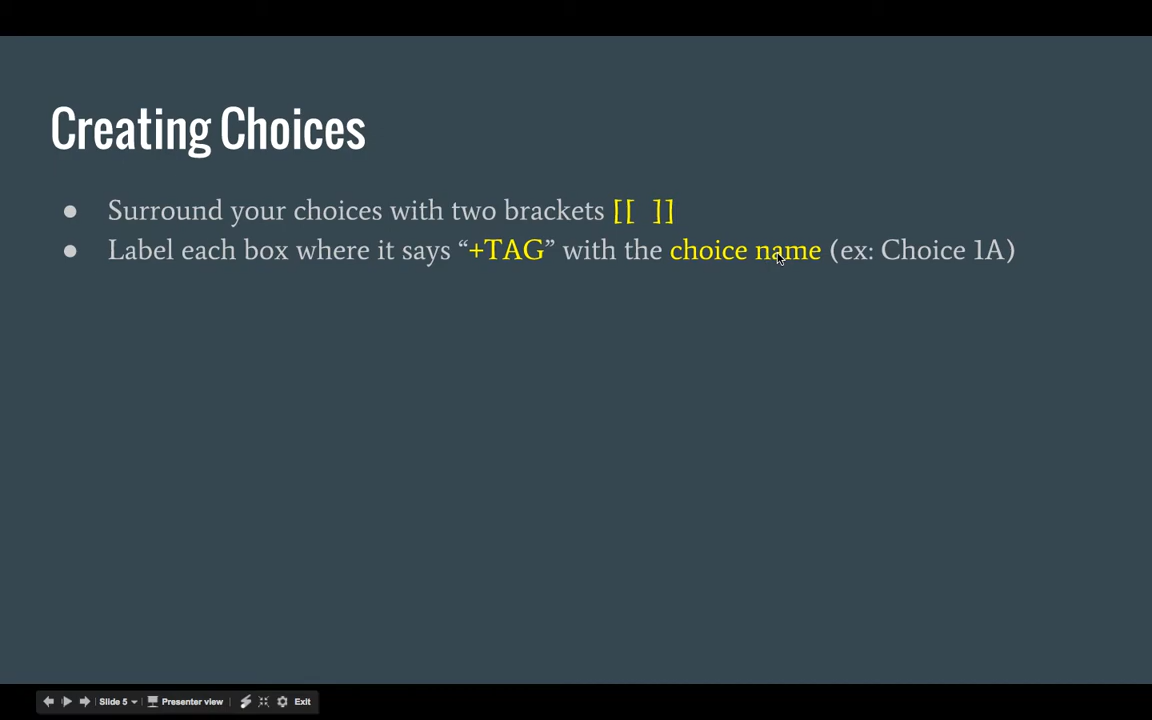 Creating Choices
● Surround your choices with two brackets [[ ]]
● Label each box where it says “+TAG” with the choice name (ex: Choice 1A)
Slide 5 Presenter view Exit